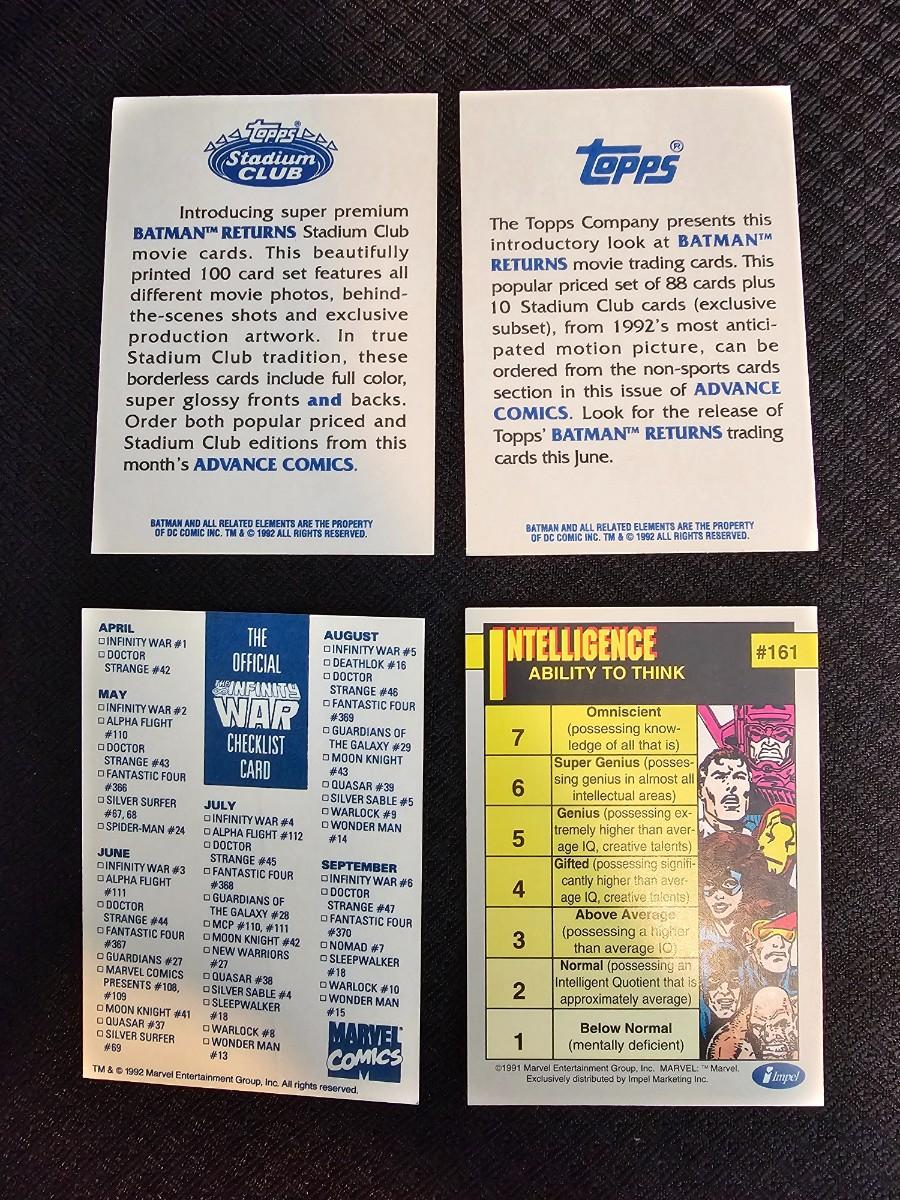 topps®
Stadium
CLUB
Introducing super premium
BATMAN™ RETURNS Stadium Club
movie cards. This beautifully
printed 100 card set features all
different movie photos, behind-
the-scenes shots and exclusive
production artwork. In true
Stadium Club tradition, these
borderless cards include full color,
super glossy fronts and backs.
Order both popular priced and
Stadium Club editions from this
month's ADVANCE COMICS.
BATMAN AND ALL RELATED ELEMENTS ARE THE PROPERTY
OF DC COMIC INC. TM & © 1992 ALL RIGHTS RESERVED.
topps®
The Topps Company presents this
introductory look at BATMAN™
RETURNS movie trading cards. This
popular priced set of 88 cards plus
10 Stadium Club cards (exclusive
subset), from 1992's most antici-
pated motion picture, can be
ordered from the non-sports cards
section in this issue of ADVANCE
COMICS. Look for the release of
Topps' BATMAN™ RETURNS trading
cards this June.
BATMAN AND ALL RELATED ELEMENTS ARE THE PROPERTY
OF DC COMIC INC. TM & © 1992 ALL RIGHTS RESERVED.
APRIL
INFINITY WAR #1
DOCTOR
STRANGE #42
MAY
INFINITY WAR #2
ALPHA FLIGHT
#110
DOCTOR
STRANGE #43
FANTASTIC FOUR
#366
SILVER SURFER
#67, 68
SPIDER-MAN #24
JUNE
INFINITY WAR #3
ALPHA FLIGHT
#111
DOCTOR
STRANGE #44
FANTASTIC FOUR
#367
GUARDIANS #27
MARVEL COMICS
PRESENTS #108,
#109
MOON KNIGHT #41
QUASAR #37
SILVER SURFER
#69
THE
OFFICIAL
THE INFINITY
WAR
CHECKLIST
CARD
JULY
INFINITY WAR #4
ALPHA FLIGHT #112
DOCTOR
STRANGE #45
FANTASTIC FOUR
#368
GUARDIANS OF
THE GALAXY #28
MCP #110, #111
MOON KNIGHT #42
NEW WARRIORS
#27
QUASAR #38
SILVER SABLE #4
SLEEPWALKER
#18
WARLOCK #8
WONDER MAN
#13
AUGUST
INFINITY WAR #5
DEATHLOK #16
DOCTOR
STRANGE #46
FANTASTIC FOUR
#369
GUARDIANS OF
THE GALAXY #29
MOON KNIGHT
#43
QUASAR #39
SILVER SABLE #5
WARLOCK #9
WONDER MAN
#14
SEPTEMBER
INFINITY WAR #6
DOCTOR
STRANGE #47
FANTASTIC FOUR
#370
NOMAD #7
SLEEPWALKER
#18
WARLOCK #10
WONDER MAN
#15
MARVEL
COMICS
TM & © 1992 Marvel Entertainment Group, Inc. All rights reserved.
INTELLIGENCE
ABILITY TO THINK
#161
7
Omniscient
(possessing know-
ledge of all that is)
6
Super Genius (posses-
sing genius in almost all
intellectual areas)
5
Genius (possessing ex-
tremely higher than aver-
age IQ, creative talents)
4
Gifted (possessing signifi-
cantly higher than aver-
age IQ, creative talents)
3
Above Average
(possessing a higher
than average IQ)
2
Normal (possessing an
Intelligent Quotient that is
approximately average)
1
Below Normal
(mentally deficient)
©1991 Marvel Entertainment Group, Inc. MARVEL: ™ Marvel.
Exclusively distributed by Impel Marketing Inc.
Impel